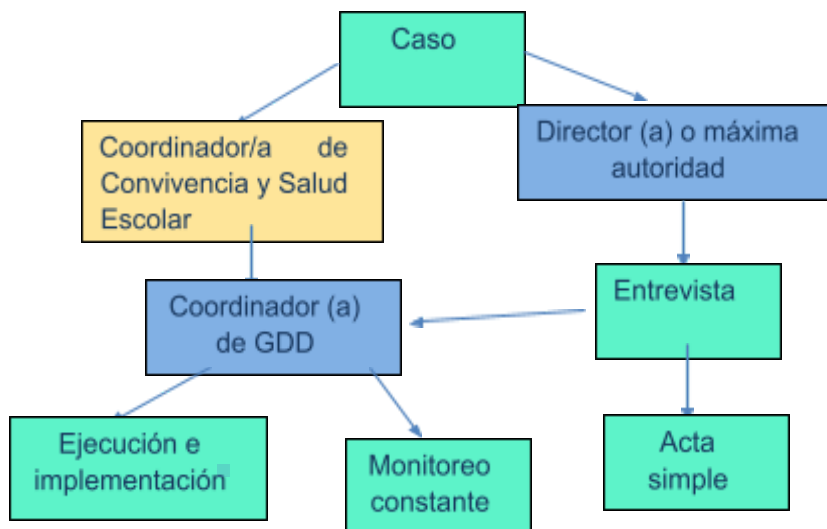 Caso
Coordinador/a de
Convivencia y Salud
Escolar
Director (a) o máxima
autoridad
Coordinador (a)
de GDD
Entrevista
Ejecución e
implementación
Monitoreo
constante
Acta
simple